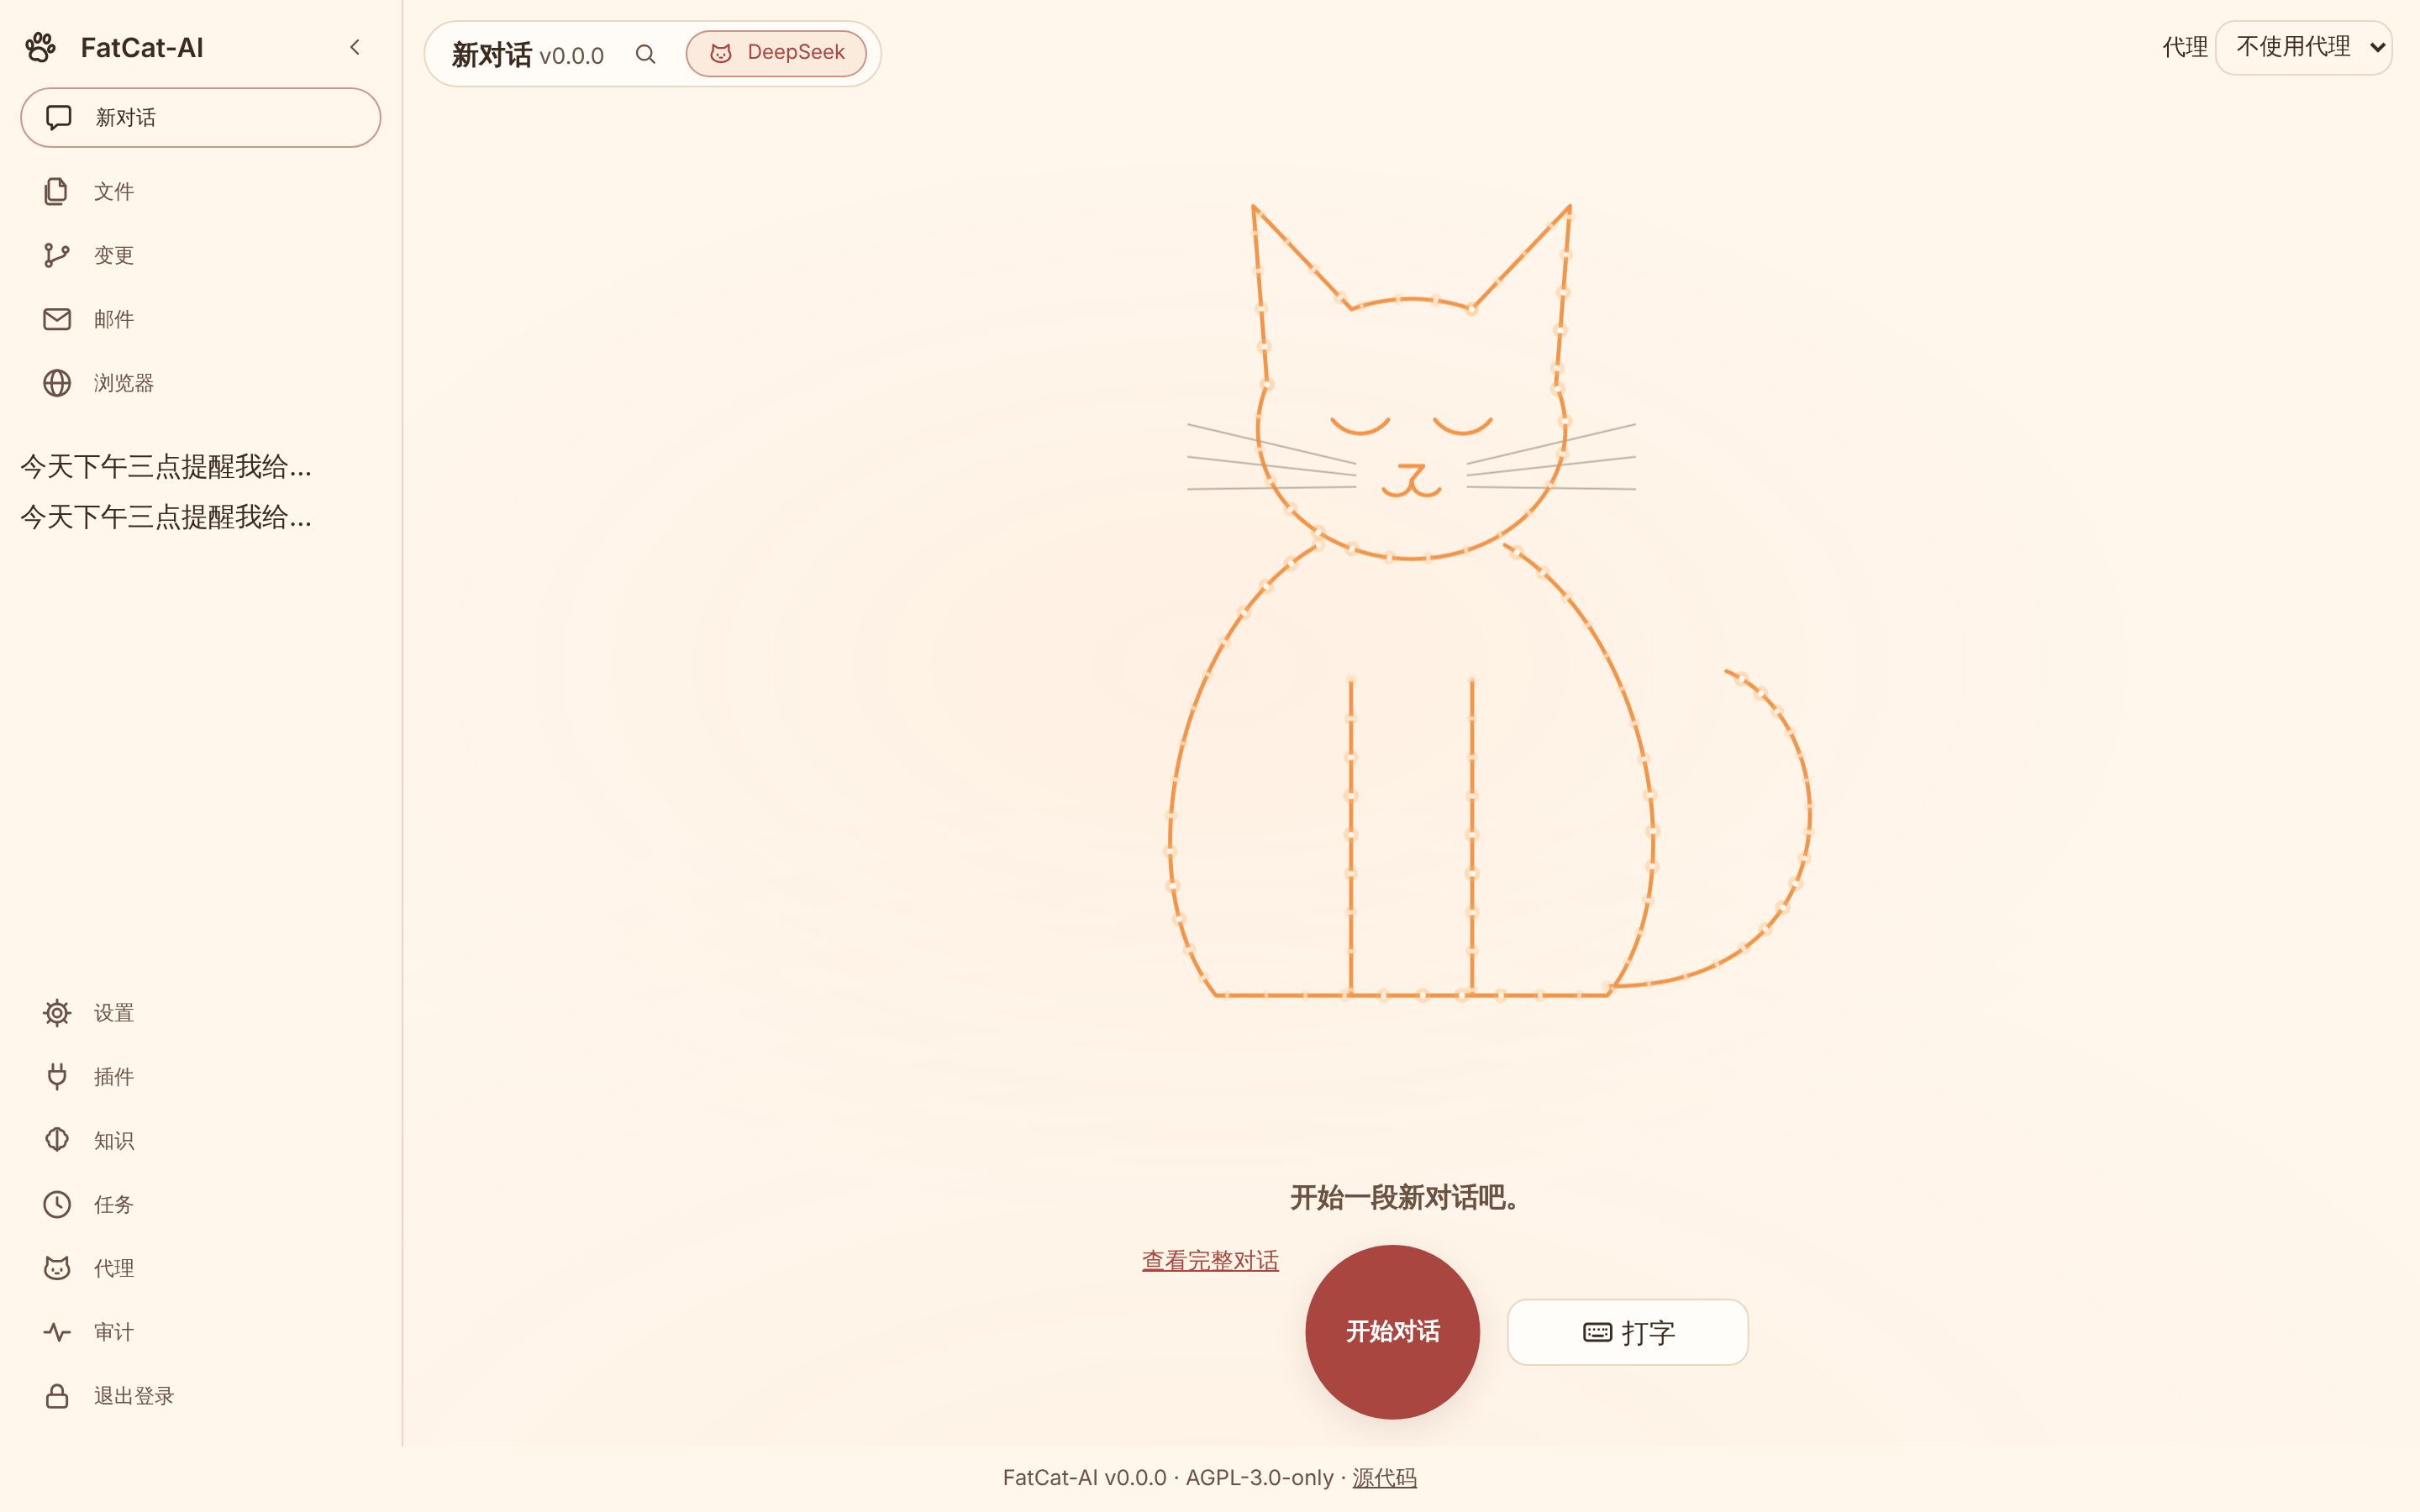 FatCat-AI
新对话
文件
变更
邮件
浏览器
今天下午三点提醒我给...
今天下午三点提醒我给...
设置
插件
知识
任务
代理
审计
退出登录
新对话 v0.0.0
DeepSeek
代理 不使用代理
开始一段新对话吧。
查看完整对话
开始对话
打字
FatCat-AI v0.0.0 · AGPL-3.0-only · 源代码